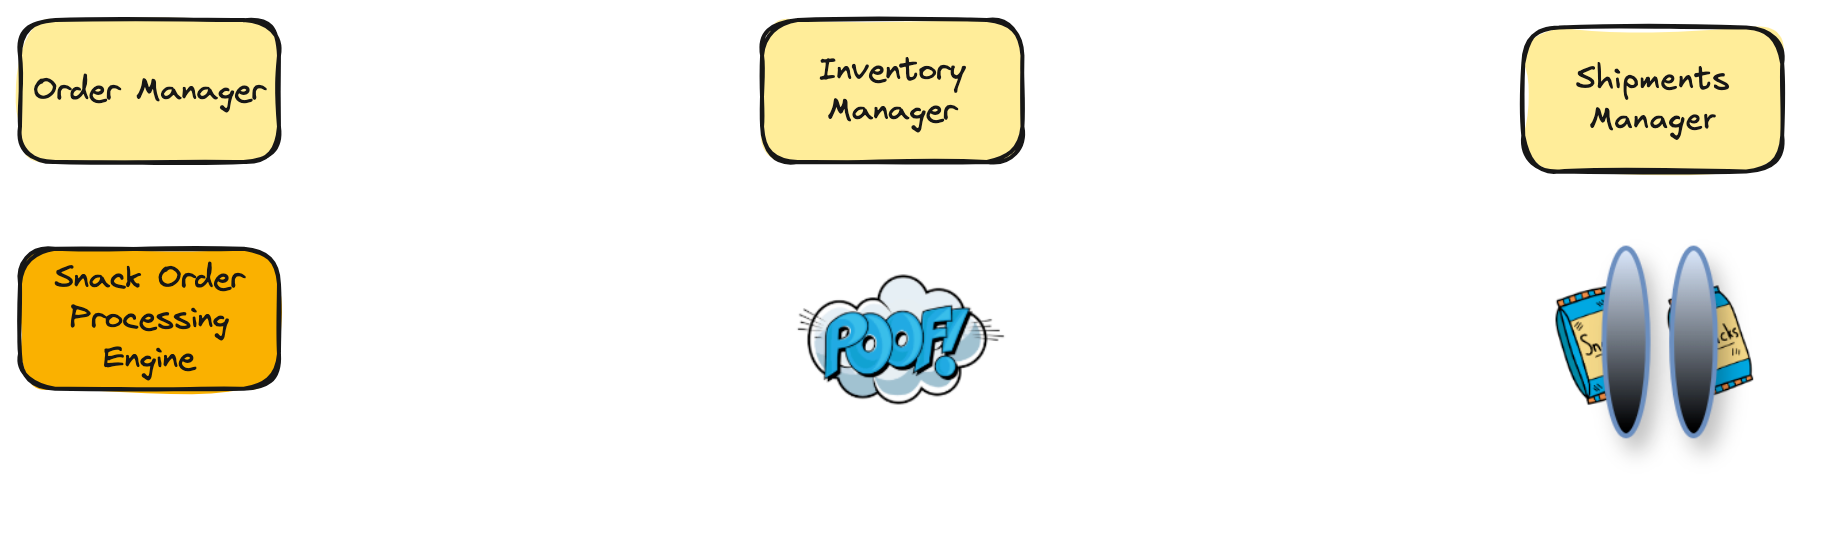 Order Manager
Inventory
Manager
Shipments
Manager
Snack Order
Processing
Engine
POOF!